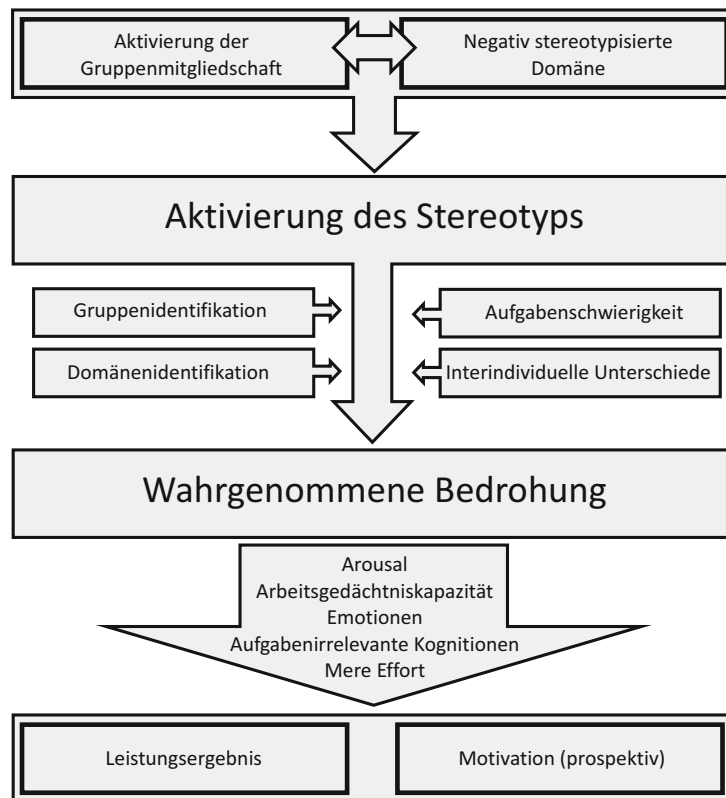 Aktivierung der
Gruppenmitgliedschaft
Negativ stereotypisierte
Domäne
Aktivierung des Stereotyps
Gruppenidentifikation
Aufgabenschwierigkeit
Domänenidentifikation
Interindividuelle Unterschiede
Wahrgenommene Bedrohung
Arousal
Arbeitsgedächtniskapazität
Emotionen
Aufgabenirrelevante Kognitionen
Mere Effort
Leistungsergebnis
Motivation (prospektiv)